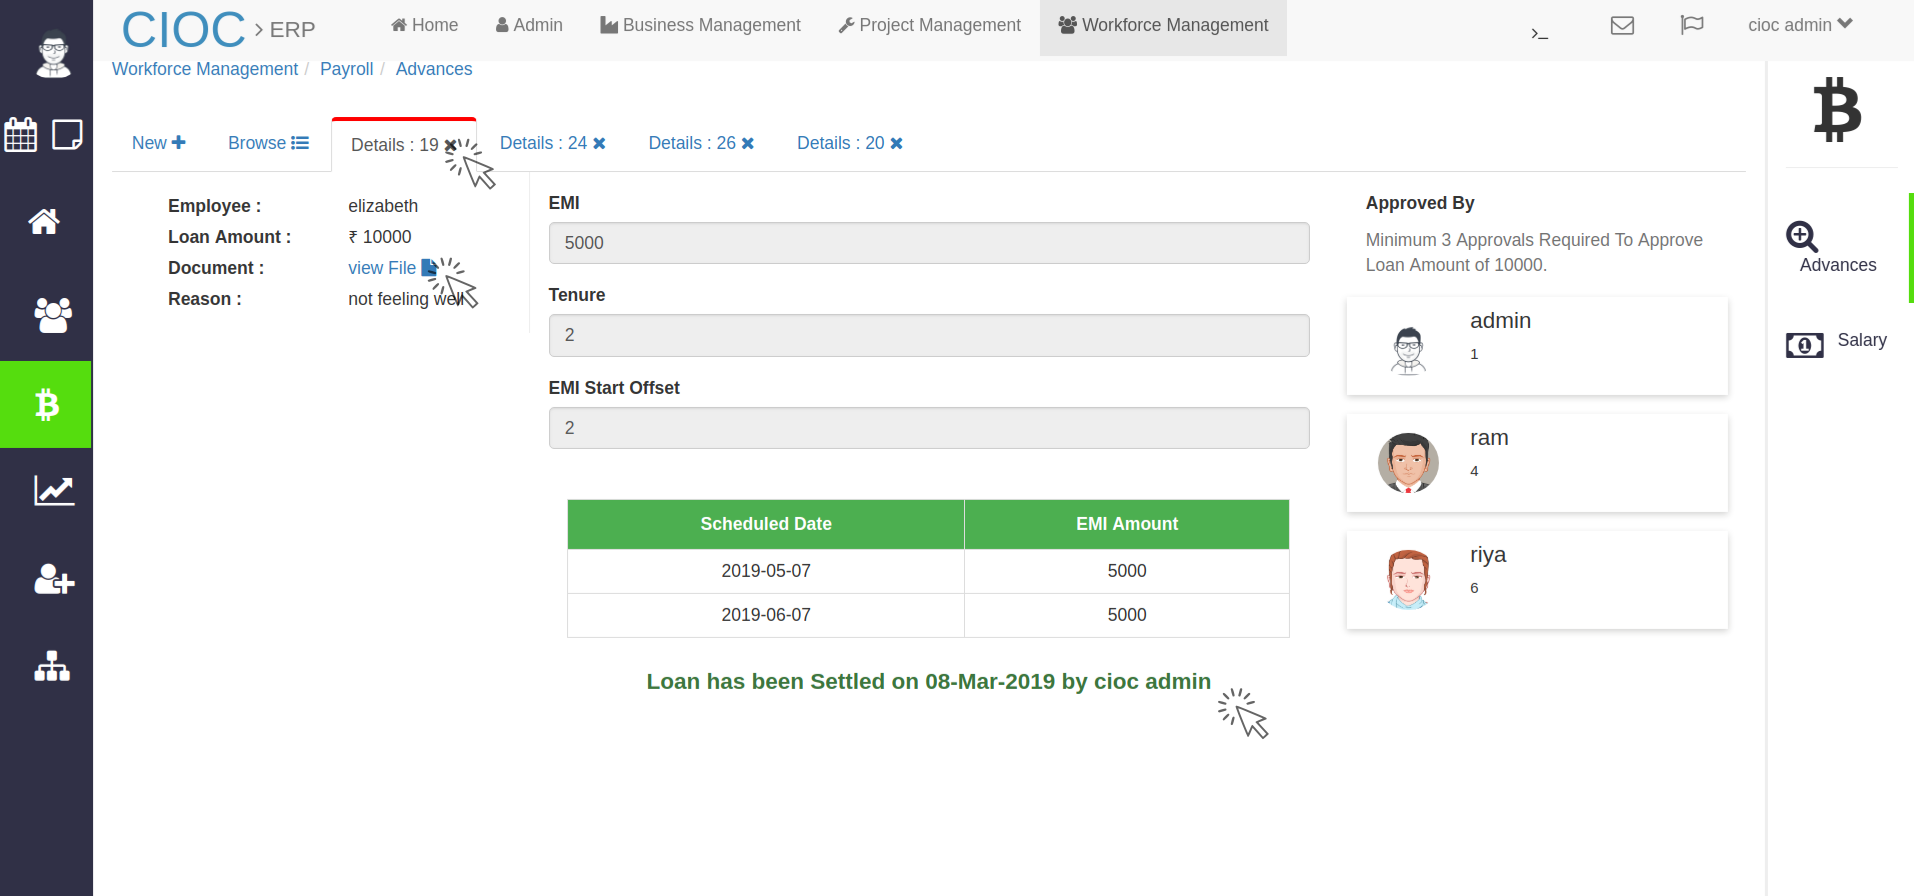 CIOC > ERP
Home
Admin
Business Management
Project Management
Workforce Management
>_
cioc admin
Workforce Management / Payroll / Advances
New
Browse
Details : 19
Details : 24
Details : 26
Details : 20
Employee : elizabeth
Loan Amount : ₹ 10000
Document : view File
Reason : not feeling well
EMI
5000
Tenure
2
EMI Start Offset
2
Scheduled Date EMI Amount
2019-05-07 5000
2019-06-07 5000
Loan has been Settled on 08-Mar-2019 by cioc admin
Approved By
Minimum 3 Approvals Required To Approve
Loan Amount of 10000.
admin
1
ram
4
riya
6
Advances
Salary